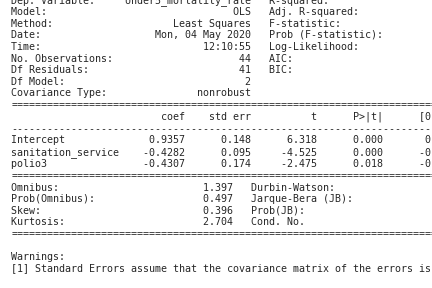 Dep. Variable: under5_mortality_rate R-squared:
Model: OLS Adj. R-squared:
Method: Least Squares F-statistic:
Date: Mon, 04 May 2020 Prob (F-statistic):
Time: 12:10:55 Log-Likelihood:
No. Observations: 44 AIC:
Df Residuals: 41 BIC:
Df Model: 2
Covariance Type: nonrobust
coef std err t P>|t| [0
Intercept 0.9357 0.148 6.318 0.000 0
sanitation_service -0.4282 0.095 -4.525 0.000 -0
polio3 -0.4307 0.174 -2.475 0.018 -0
Omnibus: 1.397 Durbin-Watson:
Prob(Omnibus): 0.497 Jarque-Bera (JB):
Skew: 0.396 Prob(JB):
Kurtosis: 2.704 Cond. No.
Warnings:
[1] Standard Errors assume that the covariance matrix of the errors is